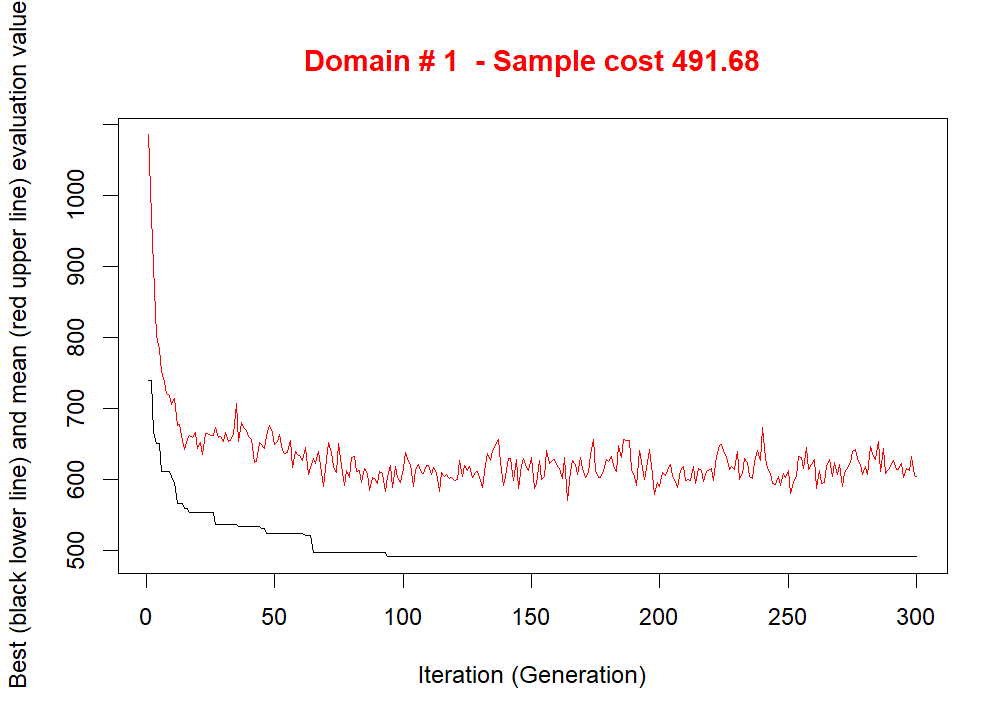 Domain # 1  - Sample cost 491.68
Best (black lower line) and mean (red upper line) evaluation value
1000
900
800
700
600
500
0 50 100 150 200 250 300
Iteration (Generation)